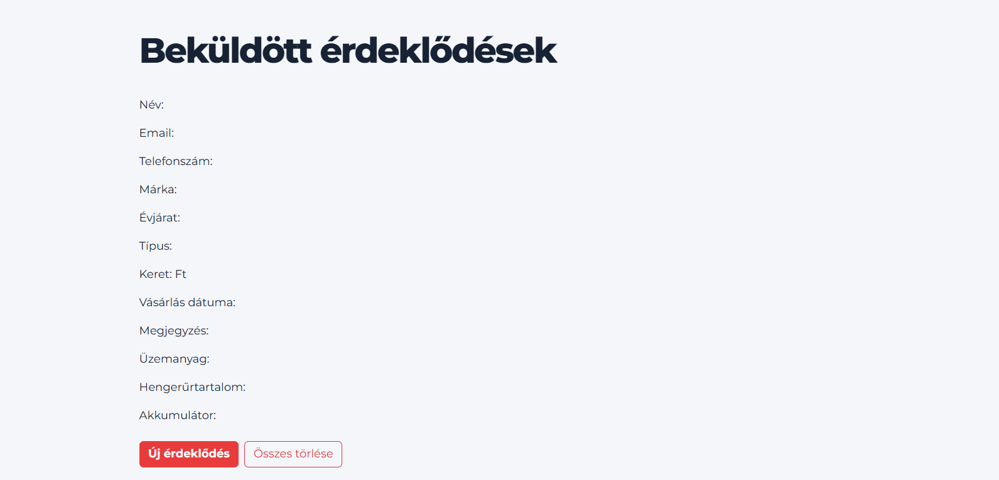 Beküldött érdeklődések
Név:
Email:
Telefonszám:
Márka:
Évjárat:
Típus:
Keret: Ft
Vásárlás dátuma:
Megjegyzés:
Üzemanyag:
Hengerűrtartalom:
Akkumulátor:
Új érdeklődés Összes törlése